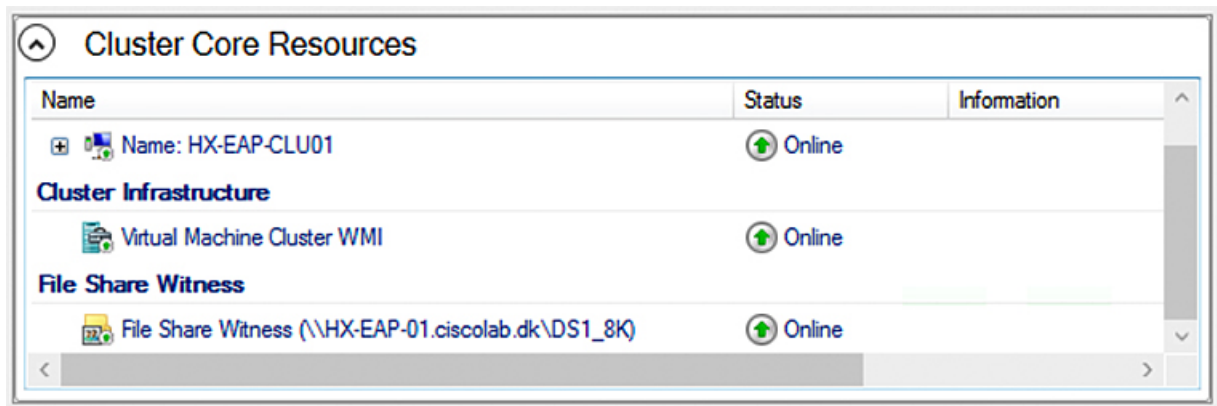 Cluster Core Resources
Name Status Information
Name: HX-EAP-CLU01 Online
Cluster Infrastructure
Virtual Machine Cluster WMI Online
File Share Witness
File Share Witness (\\HX-EAP-01.ciscolab.dk\DS1_8K) Online